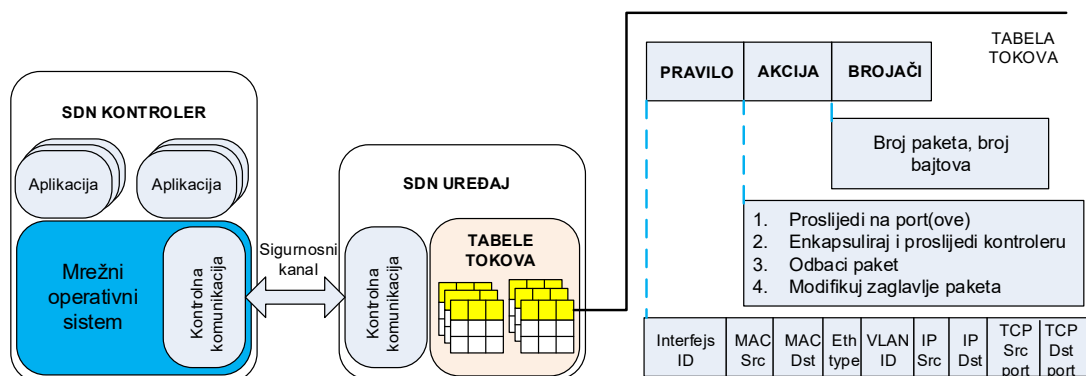 SDN KONTROLER
Aplikacija
Aplikacija
Mrežni
operativni
sistem
Kontrolna
komunikacija
Sigurnosni
kanal
SDN UREĐAJ
Kontrolna
komunikacija
TABELE
TOKOVA
TABELA
TOKOVA
PRAVILO
AKCIJA
BROJAČI
Broj paketa, broj
bajtova
1. Proslijedi na port(ove)
2. Enkapsuliraj i proslijedi kontroleru
3. Odbaci paket
4. Modifikuj zaglavlje paketa
Interfejs
ID
MAC
Src
MAC
Dst
Eth
type
VLAN
ID
IP
Src
IP
Dst
TCP
Src
port
TCP
Dst
port